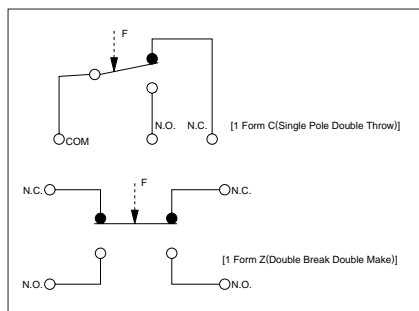 F
N.O. N.C. [1 Form C(Single Pole Double Throw)]
COM
N.C. F N.C.
[1 Form Z(Double Break Double Make)]
N.O. N.O.